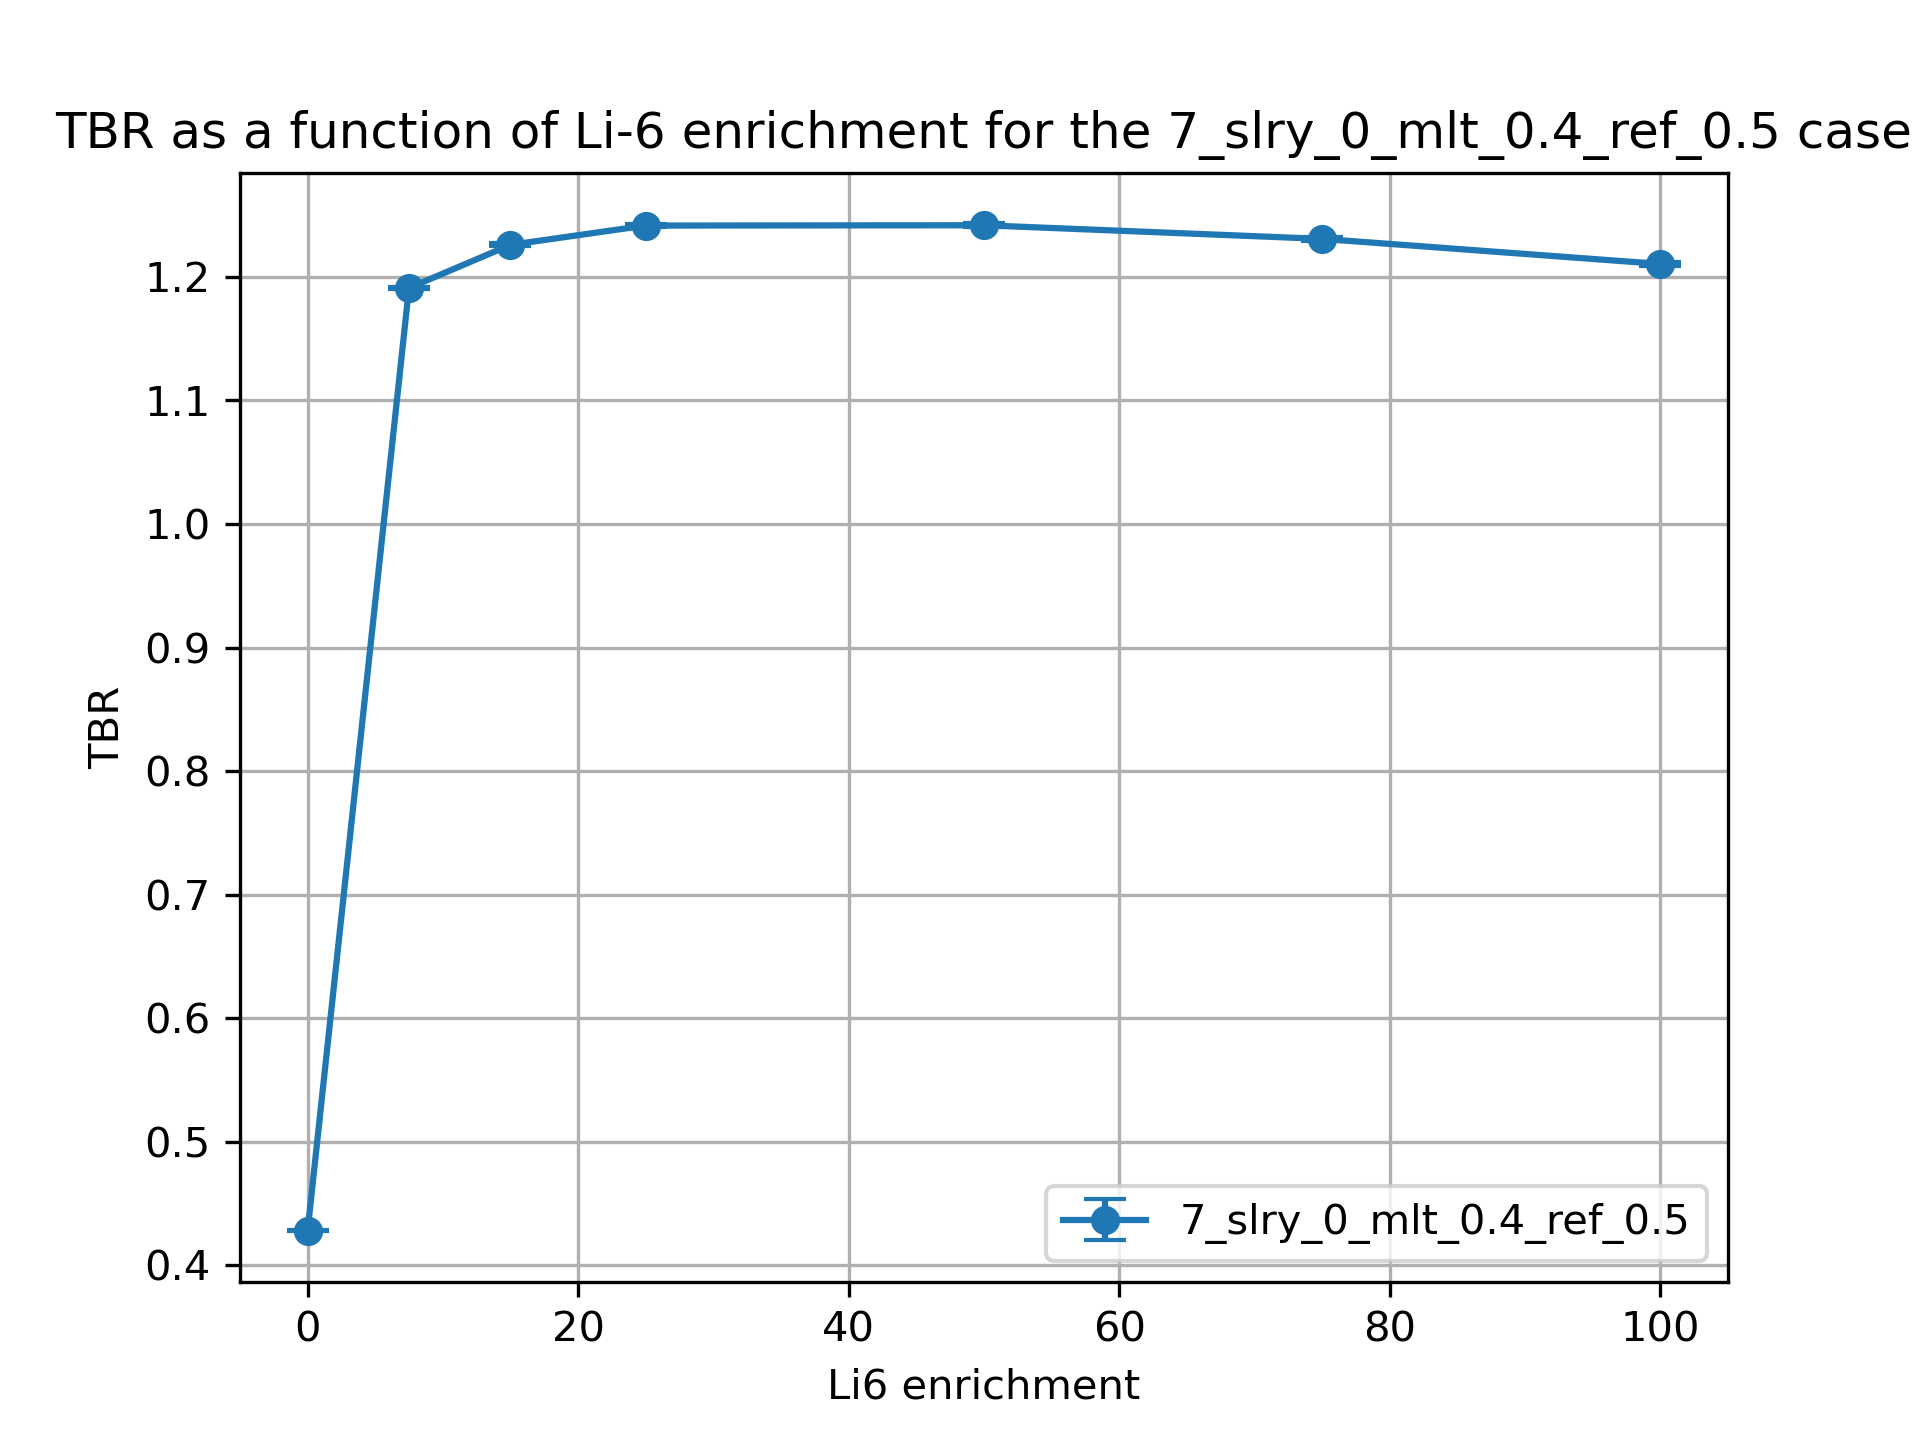 TBR as a function of Li-6 enrichment for the 7_slry_0_mlt_0.4_ref_0.5 case
1.2
1.1
1.0
0.9
0.8
0.7
0.6
0.5
0.4
TBR
7_slry_0_mlt_0.4_ref_0.5
0 20 40 60 80 100
Li6 enrichment